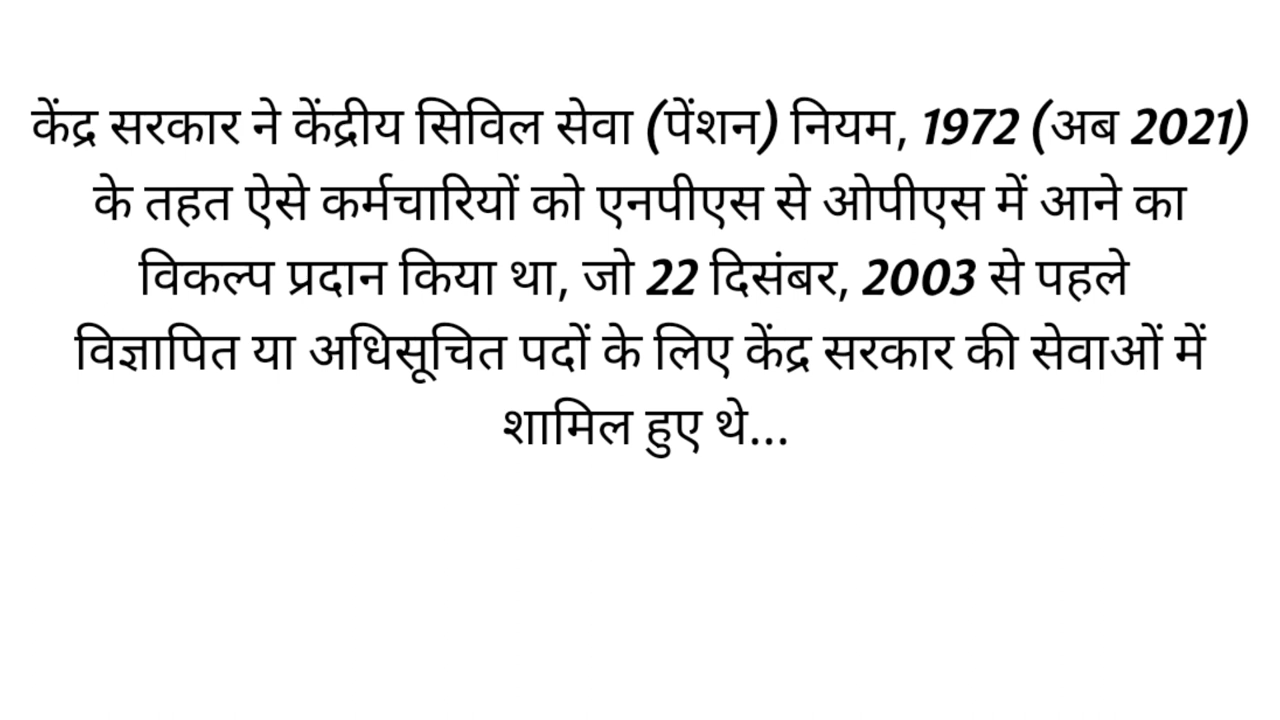 केंद्र सरकार ने केंद्रीय सिविल सेवा (पेंशन) नियम, 1972 (अब 2021)
के तहत ऐसे कर्मचारियों को एनपीएस से ओपीएस में आने का
विकल्प प्रदान किया था, जो 22 दिसंबर, 2003 से पहले
विज्ञापित या अधिसूचित पदों के लिए केंद्र सरकार की सेवाओं में
शामिल हुए थे...